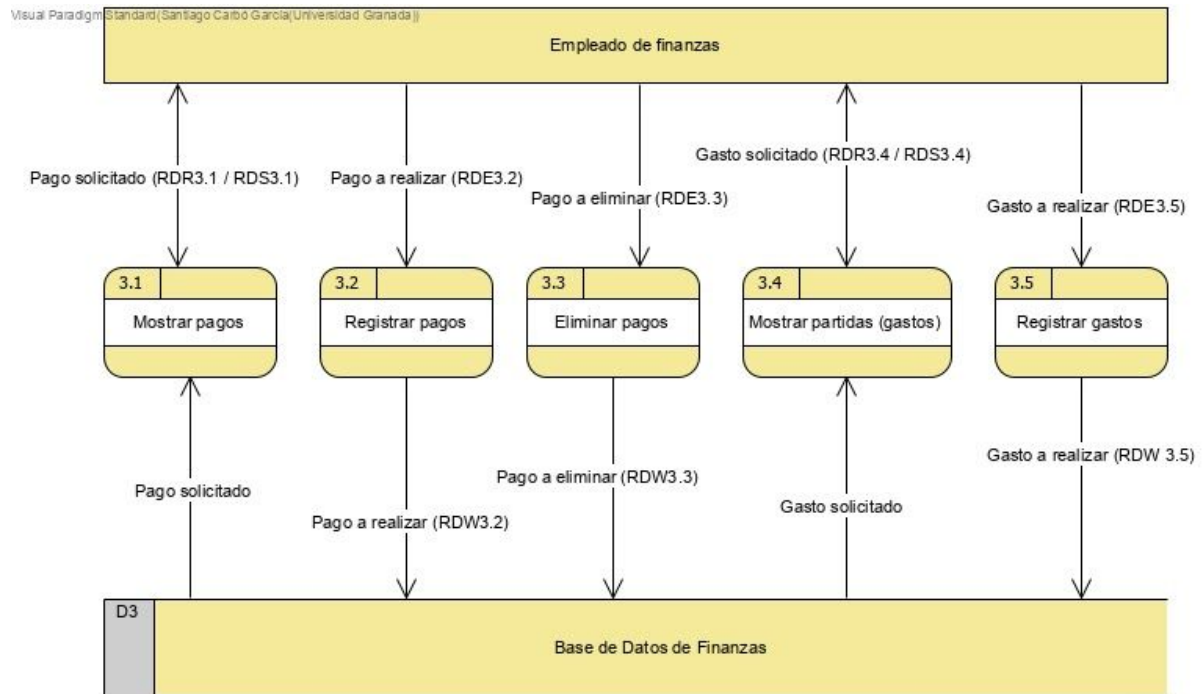 Visual Paradigm Standard(Santiago Carbó García(Universidad Granada))
Empleado de finanzas
Gasto solicitado (RDR3.4 / RDS3.4)
Pago solicitado (RDR3.1 / RDS3.1)
Pago a realizar (RDE3.2)
Pago a eliminar (RDE3.3)
Gasto a realizar (RDE3.5)
3.1
Mostrar pagos
3.2
Registrar pagos
3.3
Eliminar pagos
3.4
Mostrar partidas (gastos)
3.5
Registrar gastos
Gasto a realizar (RDW 3.5)
Pago a eliminar (RDW3.3)
Pago solicitado
Gasto solicitado
Pago a realizar (RDW3.2)
D3
Base de Datos de Finanzas